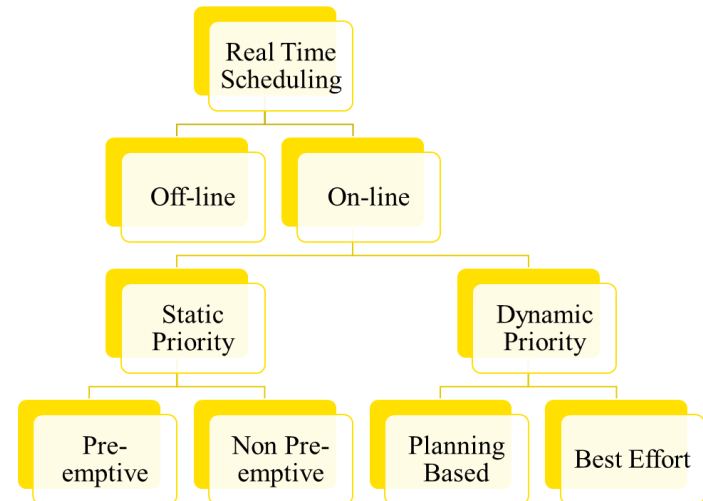 Real Time
Scheduling
Off-line
On-line
Static
Priority
Dynamic
Priority
Pre-
emptive
Non Pre-
emptive
Planning
Based
Best Effort